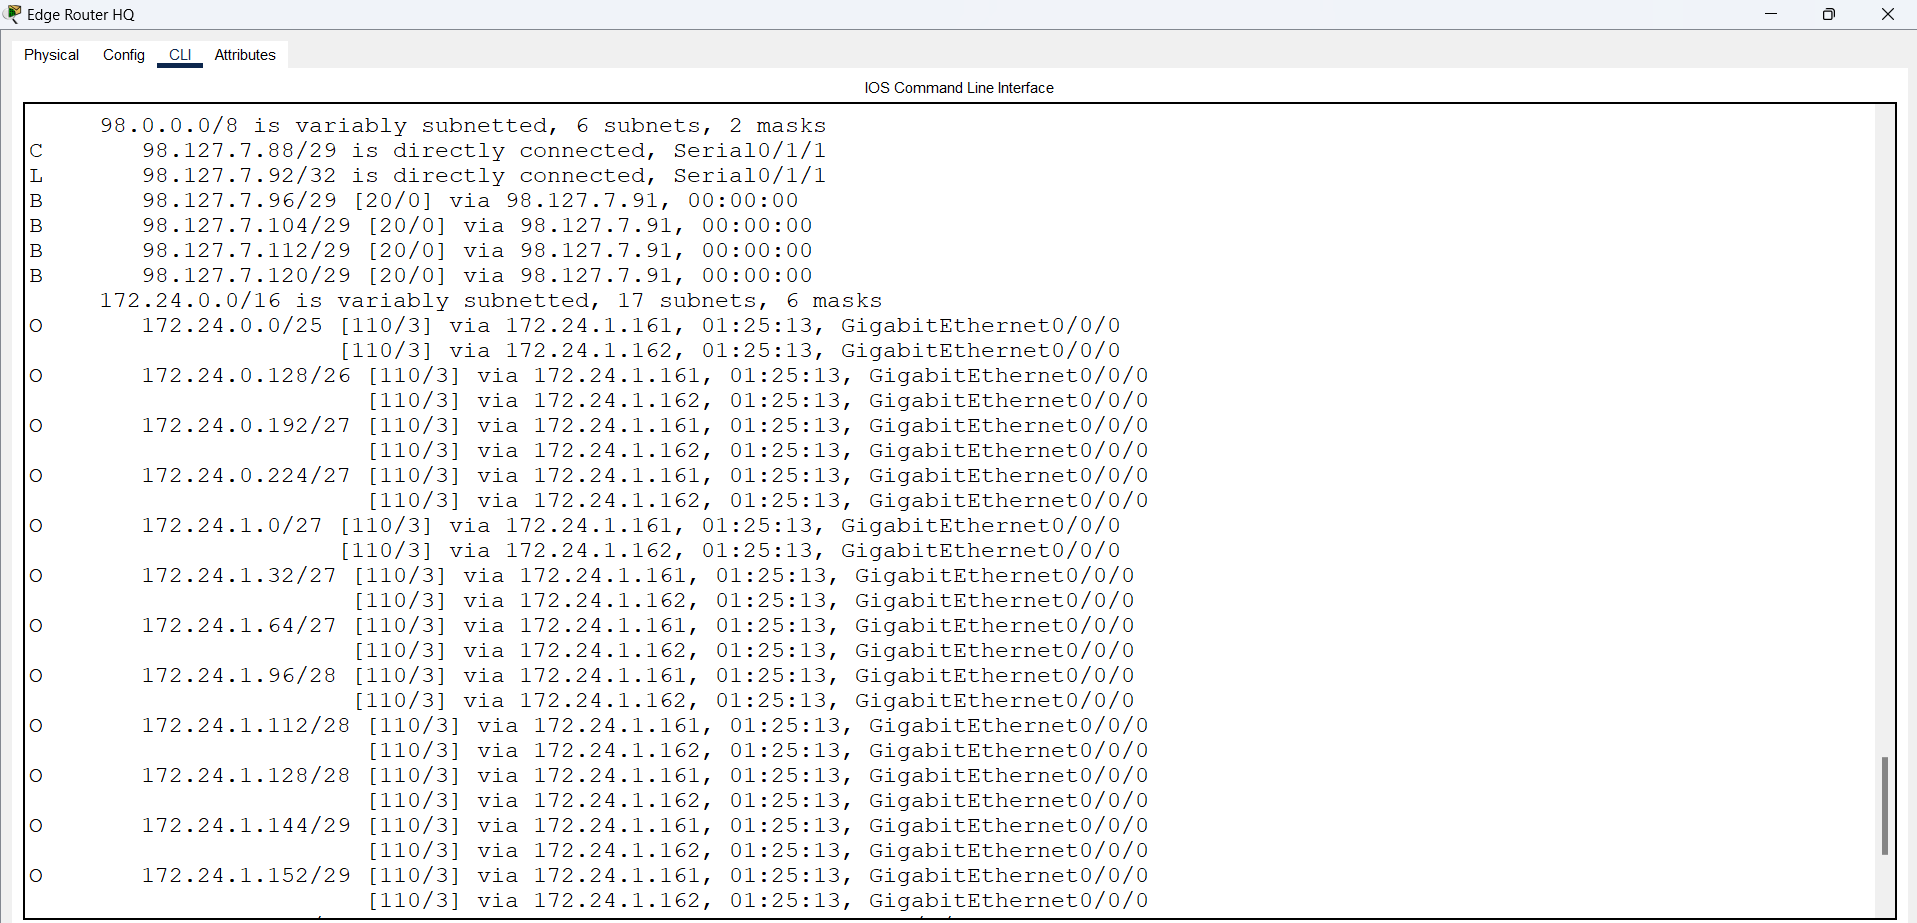 Edge Router HQ
Physical Config CLI Attributes
IOS Command Line Interface
98.0.0.0/8 is variably subnetted, 6 subnets, 2 masks
C 98.127.7.88/29 is directly connected, Serial0/1/1
L 98.127.7.92/32 is directly connected, Serial0/1/1
B 98.127.7.96/29 [20/0] via 98.127.7.91, 00:00:00
B 98.127.7.104/29 [20/0] via 98.127.7.91, 00:00:00
B 98.127.7.112/29 [20/0] via 98.127.7.91, 00:00:00
B 98.127.7.120/29 [20/0] via 98.127.7.91, 00:00:00
172.24.0.0/16 is variably subnetted, 17 subnets, 6 masks
O 172.24.0.0/25 [110/3] via 172.24.1.161, 01:25:13, GigabitEthernet0/0/0
[110/3] via 172.24.1.162, 01:25:13, GigabitEthernet0/0/0
O 172.24.0.128/26 [110/3] via 172.24.1.161, 01:25:13, GigabitEthernet0/0/0
[110/3] via 172.24.1.162, 01:25:13, GigabitEthernet0/0/0
O 172.24.0.192/27 [110/3] via 172.24.1.161, 01:25:13, GigabitEthernet0/0/0
[110/3] via 172.24.1.162, 01:25:13, GigabitEthernet0/0/0
O 172.24.0.224/27 [110/3] via 172.24.1.161, 01:25:13, GigabitEthernet0/0/0
[110/3] via 172.24.1.162, 01:25:13, GigabitEthernet0/0/0
O 172.24.1.0/27 [110/3] via 172.24.1.161, 01:25:13, GigabitEthernet0/0/0
[110/3] via 172.24.1.162, 01:25:13, GigabitEthernet0/0/0
O 172.24.1.32/27 [110/3] via 172.24.1.161, 01:25:13, GigabitEthernet0/0/0
[110/3] via 172.24.1.162, 01:25:13, GigabitEthernet0/0/0
O 172.24.1.64/27 [110/3] via 172.24.1.161, 01:25:13, GigabitEthernet0/0/0
[110/3] via 172.24.1.162, 01:25:13, GigabitEthernet0/0/0
O 172.24.1.96/28 [110/3] via 172.24.1.161, 01:25:13, GigabitEthernet0/0/0
[110/3] via 172.24.1.162, 01:25:13, GigabitEthernet0/0/0
O 172.24.1.112/28 [110/3] via 172.24.1.161, 01:25:13, GigabitEthernet0/0/0
[110/3] via 172.24.1.162, 01:25:13, GigabitEthernet0/0/0
O 172.24.1.128/28 [110/3] via 172.24.1.161, 01:25:13, GigabitEthernet0/0/0
[110/3] via 172.24.1.162, 01:25:13, GigabitEthernet0/0/0
O 172.24.1.144/29 [110/3] via 172.24.1.161, 01:25:13, GigabitEthernet0/0/0
[110/3] via 172.24.1.162, 01:25:13, GigabitEthernet0/0/0
O 172.24.1.152/29 [110/3] via 172.24.1.161, 01:25:13, GigabitEthernet0/0/0
[110/3] via 172.24.1.162, 01:25:13, GigabitEthernet0/0/0